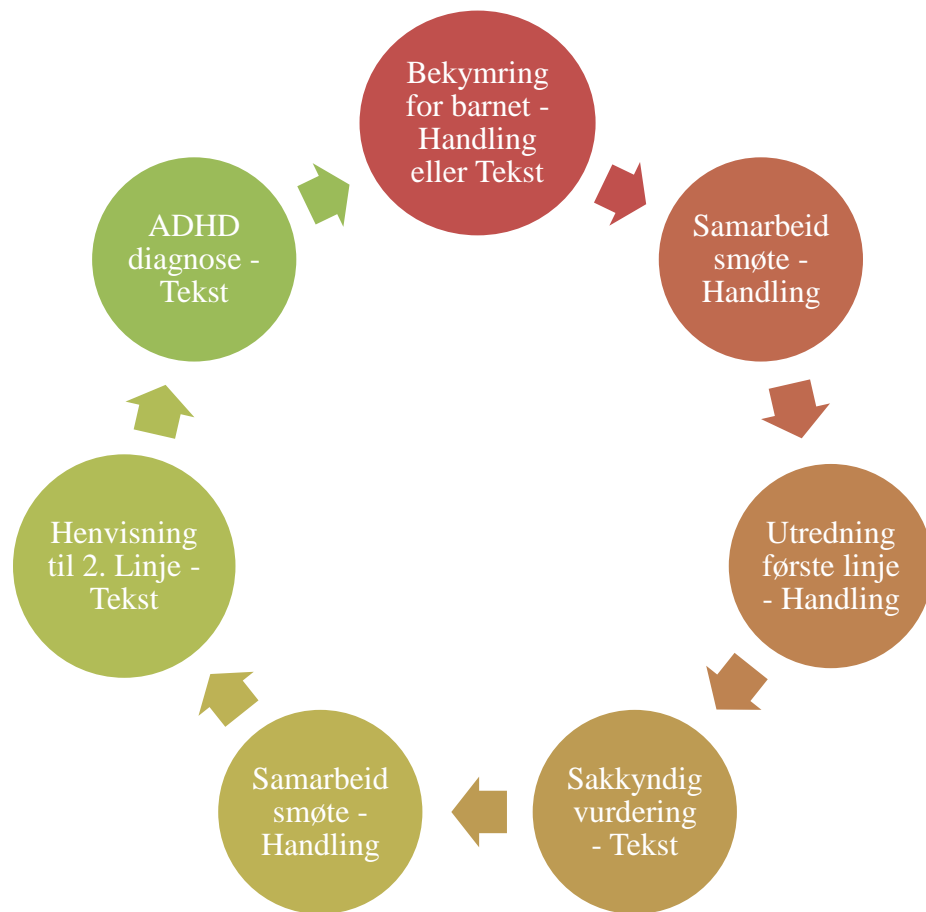 Bekymring
for barnet -
Handling
eller Tekst
Samarbeid
smøte -
Handling
Utredning
første linje
- Handling
Sakkyndig
vurdering
- Tekst
Samarbeid
smøte -
Handling
Henvisning
til 2. Linje -
Tekst
ADHD
diagnose -
Tekst